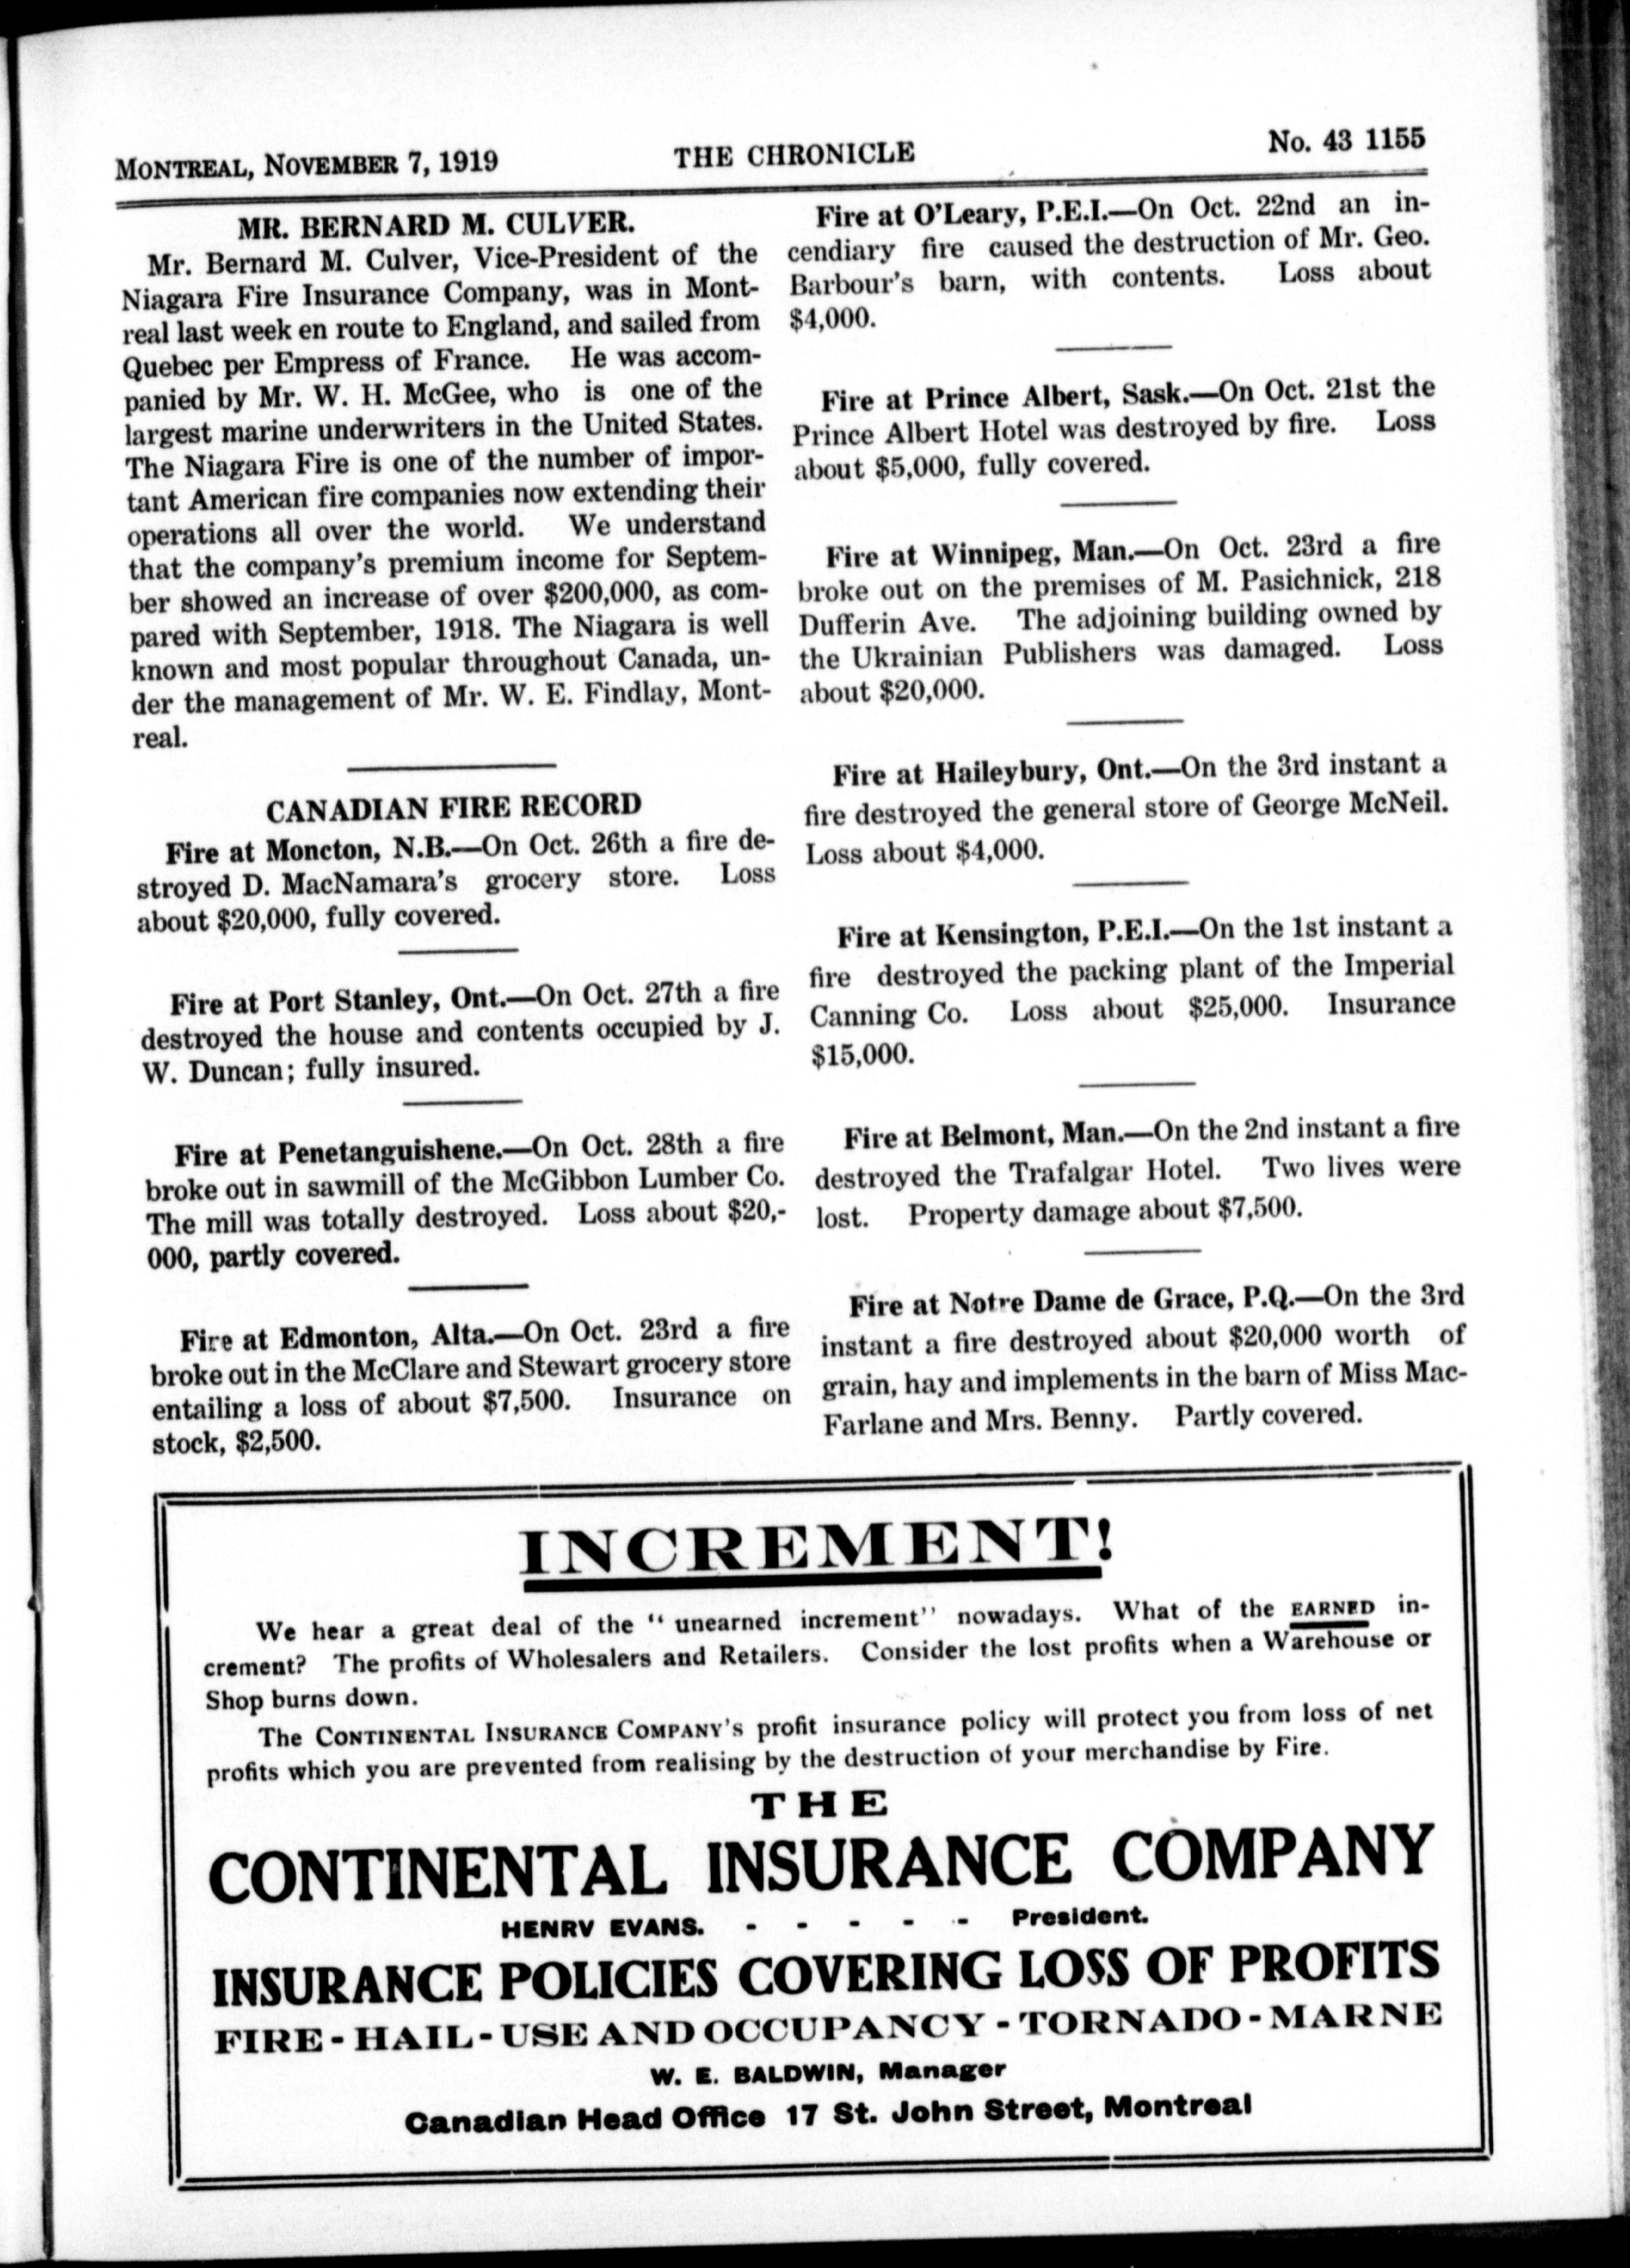 MONTREAL, NOVEMBER 7, 1919 THE CHRONICLE No. 43 1155
MR. BERNARD M. CULVER.
Mr. Bernard M. Culver, Vice-President of the
Niagara Fire Insurance Company, was in Mont-
real last week en route to England, and sailed from
Quebec per Empress of France. He was accom-
panied by Mr. W. H. McGee, who is one of the
largest marine underwriters in the United States.
The Niagara Fire is one of the number of impor-
tant American fire companies now extending their
operations all over the world. We understand
that the company's premium income for Septem-
ber showed an increase of over $200,000, as com-
pared with September, 1918. The Niagara is well
known and most popular throughout Canada, un-
der the management of Mr. W. E. Findlay, Mont-
real.
CANADIAN FIRE RECORD
Fire at Moncton, N.B.—On Oct. 26th a fire de-
stroyed D. MacNamara's grocery store. Loss
about $20,000, fully covered.
Fire at Port Stanley, Ont.—On Oct. 27th a fire
destroyed the house and contents occupied by J.
W. Duncan; fully insured.
Fire at Penetanguishene.—On Oct. 28th a fire
broke out in sawmill of the McGibbon Lumber Co.
The mill was totally destroyed. Loss about $20,-
000, partly covered.
Fire at Edmonton, Alta.—On Oct. 23rd a fire
broke out in the McClare and Stewart grocery store
entailing a loss of about $7,500. Insurance on
stock, $2,500.
Fire at O'Leary, P.E.I.—On Oct. 22nd an in-
cendiary fire caused the destruction of Mr. Geo.
Barbour's barn, with contents. Loss about
$4,000.
Fire at Prince Albert, Sask.—On Oct. 21st the
Prince Albert Hotel was destroyed by fire. Loss
about $5,000, fully covered.
Fire at Winnipeg, Man.—On Oct. 23rd a fire
broke out on the premises of M. Pasichnick, 218
Dufferin Ave. The adjoining building owned by
the Ukrainian Publishers was damaged. Loss
about $20,000.
Fire at Haileybury, Ont.—On the 3rd instant a
fire destroyed the general store of George McNeil.
Loss about $4,000.
Fire at Kensington, P.E.I.—On the 1st instant a
fire destroyed the packing plant of the Imperial
Canning Co. Loss about $25,000. Insurance
$15,000.
Fire at Belmont, Man.—On the 2nd instant a fire
destroyed the Trafalgar Hotel. Two lives were
lost. Property damage about $7,500.
Fire at Notre Dame de Grace, P.Q.—On the 3rd
instant a fire destroyed about $20,000 worth of
grain, hay and implements in the barn of Miss Mac-
Farlane and Mrs. Benny. Partly covered.
INCREMENT!
We hear a great deal of the "unearned increment" nowadays. What of the EARNED in-
crement? The profits of Wholesalers and Retailers. Consider the lost profits when a Warehouse or
Shop burns down.
The CONTINENTAL INSURANCE COMPANY'S profit insurance policy will protect you from loss of net
profits which you are prevented from realising by the destruction of your merchandise by Fire.
THE
CONTINENTAL INSURANCE COMPANY
HENRV EVANS. - - - - - President.
INSURANCE POLICIES COVERING LOSS OF PROFITS
FIRE - HAIL - USE AND OCCUPANCY - TORNADO - MARNE
W. E. BALDWIN, Manager
Canadian Head Office 17 St. John Street, Montreal